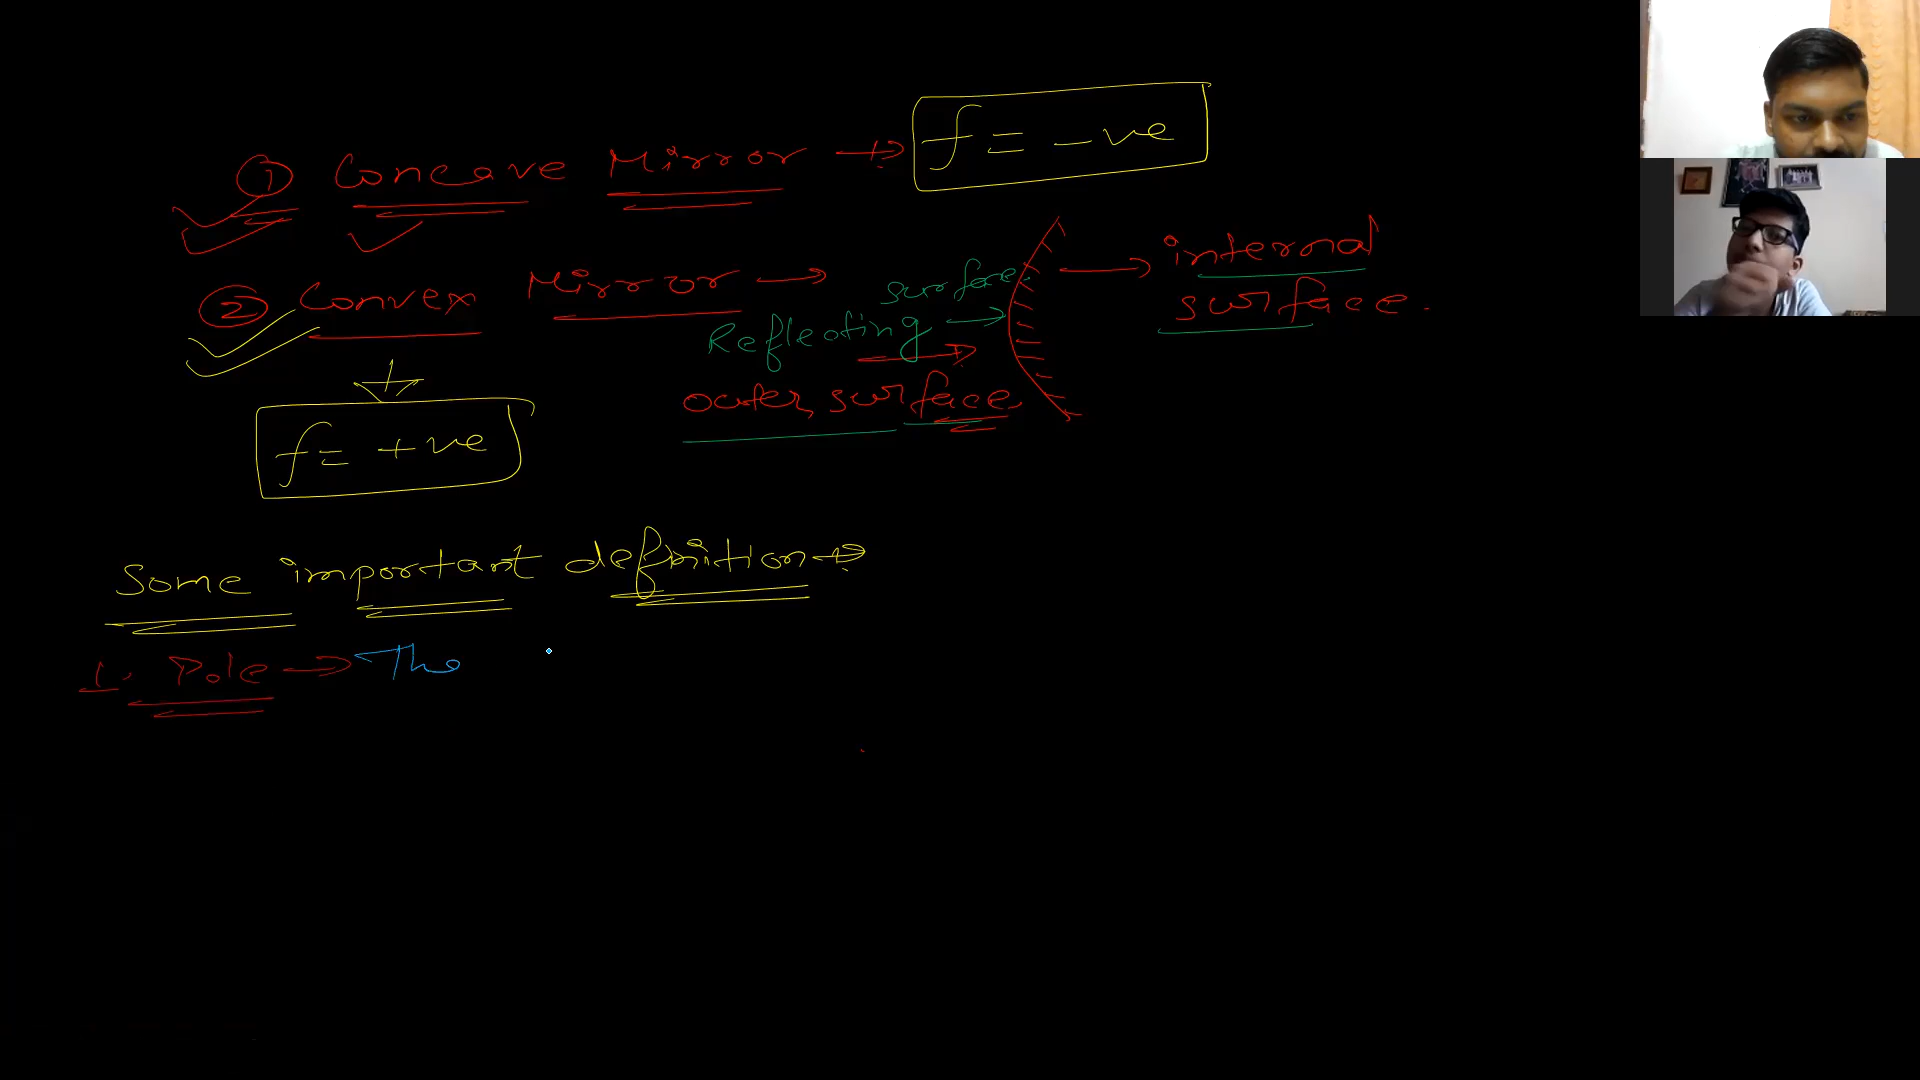 ① Concave Mirror → f = -ve
② Convex Mirror →
surface
Reflecting →
→ internal
surface.
outer surface
f = +ve
Some important definition →
1. Pole → The